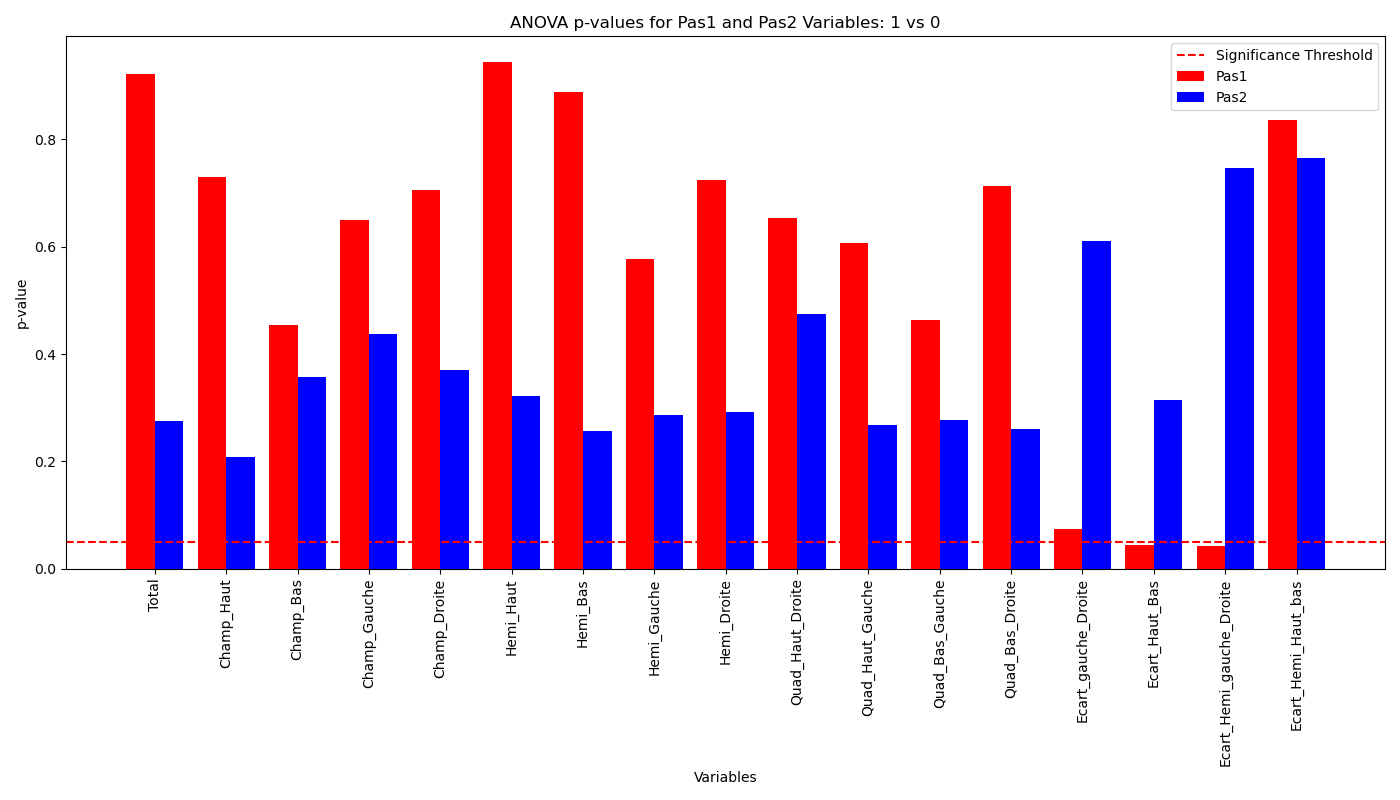 ANOVA p-values for Pas1 and Pas2 Variables: 1 vs 0
Significance Threshold
Pas1
Pas2
p-value
0.8
0.6
0.4
0.2
0.0
Total
Champ_Haut
Champ_Bas
Champ_Gauche
Champ_Droite
Hemi_Haut
Hemi_Bas
Hemi_Gauche
Hemi_Droite
Quad_Haut_Droite
Quad_Haut_Gauche
Quad_Bas_Gauche
Quad_Bas_Droite
Ecart_gauche_Droite
Ecart_Haut_Bas
Ecart_Hemi_gauche_Droite
Ecart_Hemi_Haut_bas
Variables